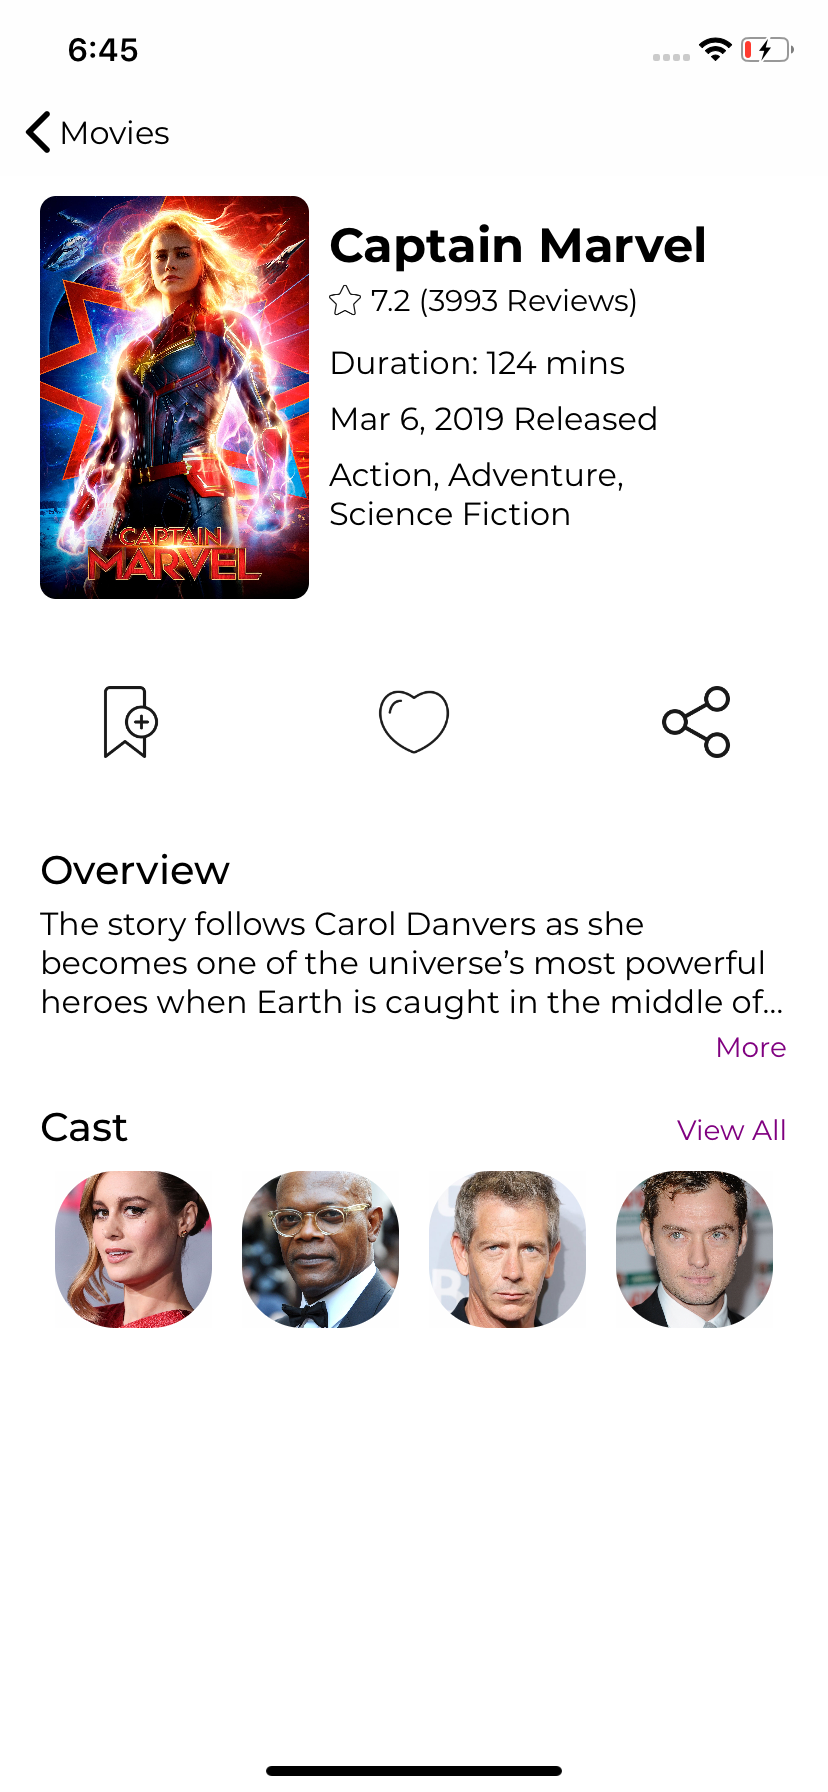 6:45
Movies
CAPTAIN
MARVEL
Captain Marvel
7.2 (3993 Reviews)
Duration: 124 mins
Mar 6, 2019 Released
Action, Adventure,
Science Fiction
Overview
The story follows Carol Danvers as she
becomes one of the universe’s most powerful
heroes when Earth is caught in the middle of...
More
Cast
View All